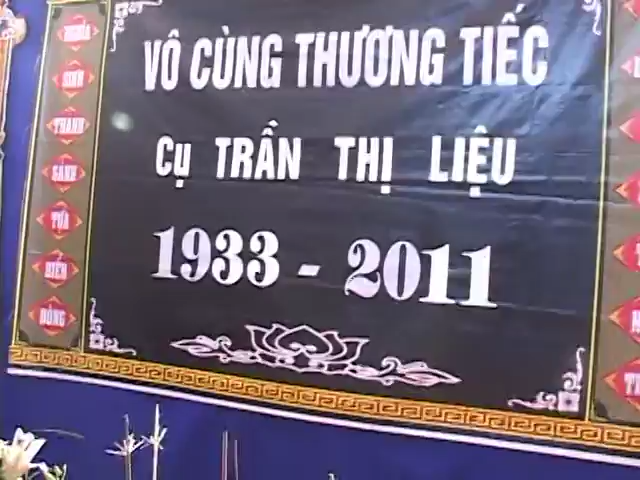 VÔ CÙNG THƯƠNG TIẾC
CỤ TRẦN THỊ LIỆU
1933 - 2011
NGHĨA
SINH
THÀNH
SÁNH
TỰA
BIỂN
ĐÔNG